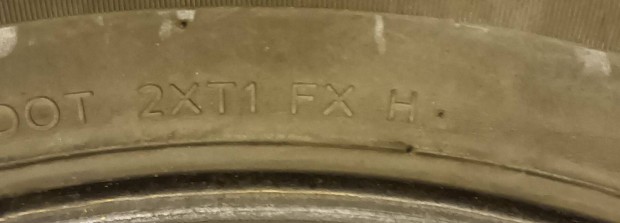 DOT 2XT1 FX H